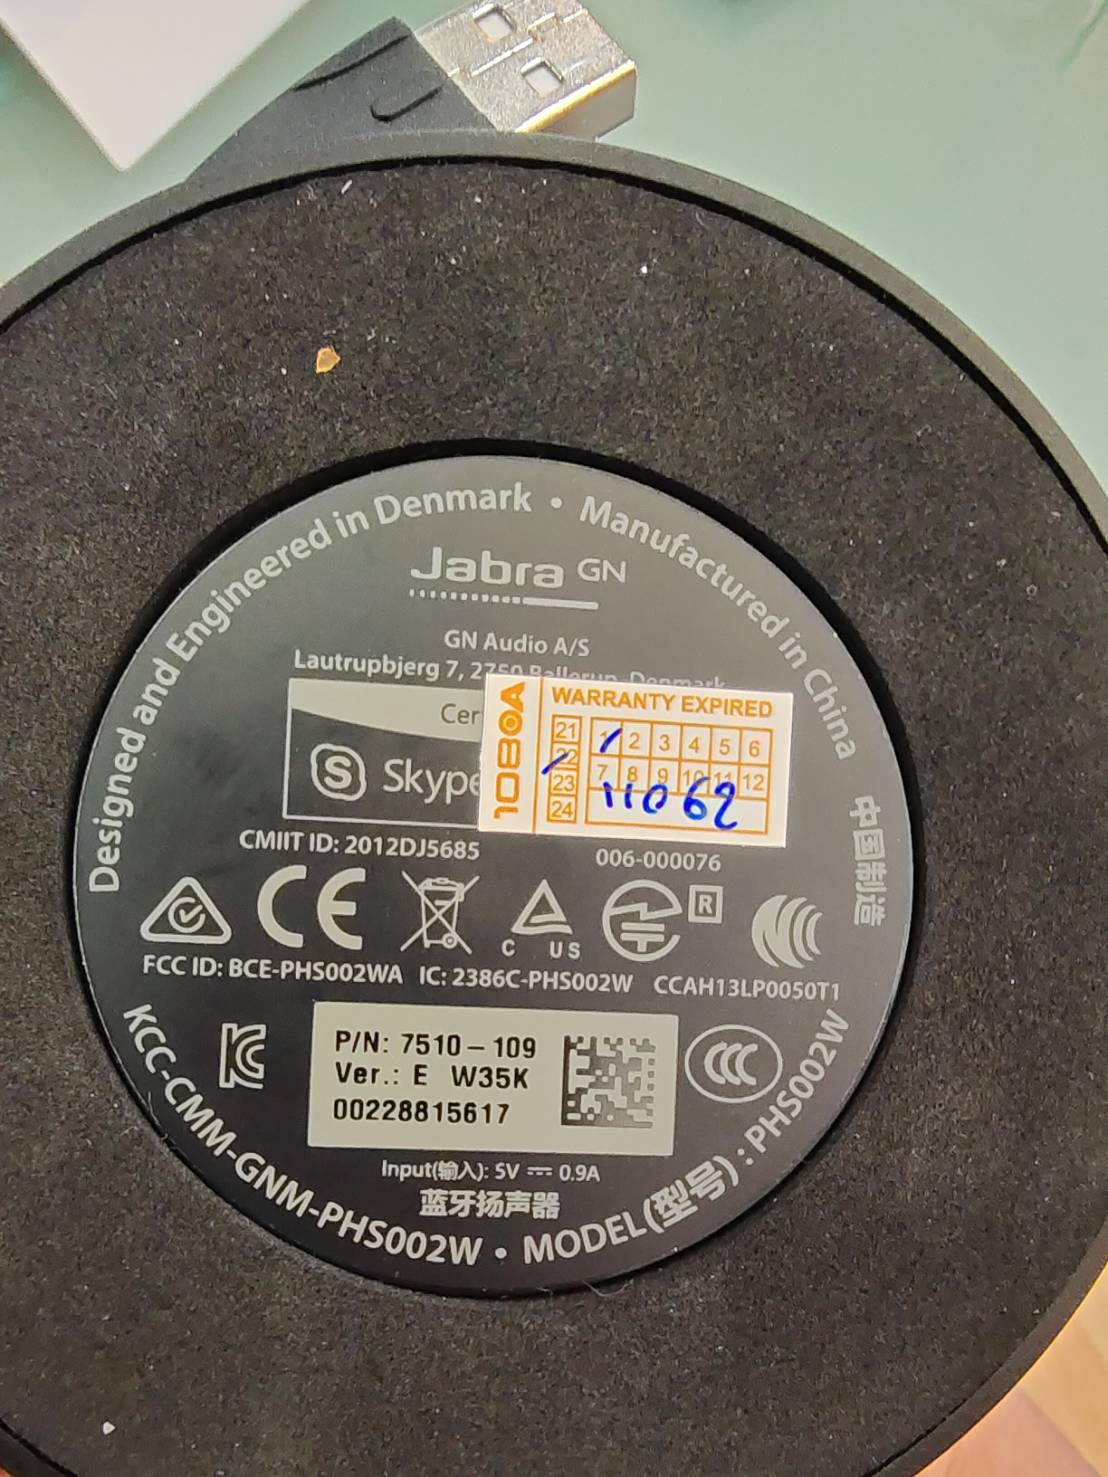 Designed and Engineered in Denmark • Manufactured in China
中国制造
Jabra GN
GN Audio A/S
Lautrupbjerg 7, 2750 Ballerup, Denmark
Cer
Skype
1080A
WARRANTY EXPIRED
21 22 23 24
1 2 3 4 5 6
7 8 9 10 11 12
11062
CMIIT ID: 2012DJ5685
006-000076
C US
R
FCC ID: BCE-PHS002WA IC: 2386C-PHS002W CCAH13LP0050T1
P/N: 7510-109
Ver.: E W35K
00228815617
Input(输入): 5V 0.9A
蓝牙扬声器
KCC-CMM-GNM-PHS002W • MODEL(型号): PHS002W